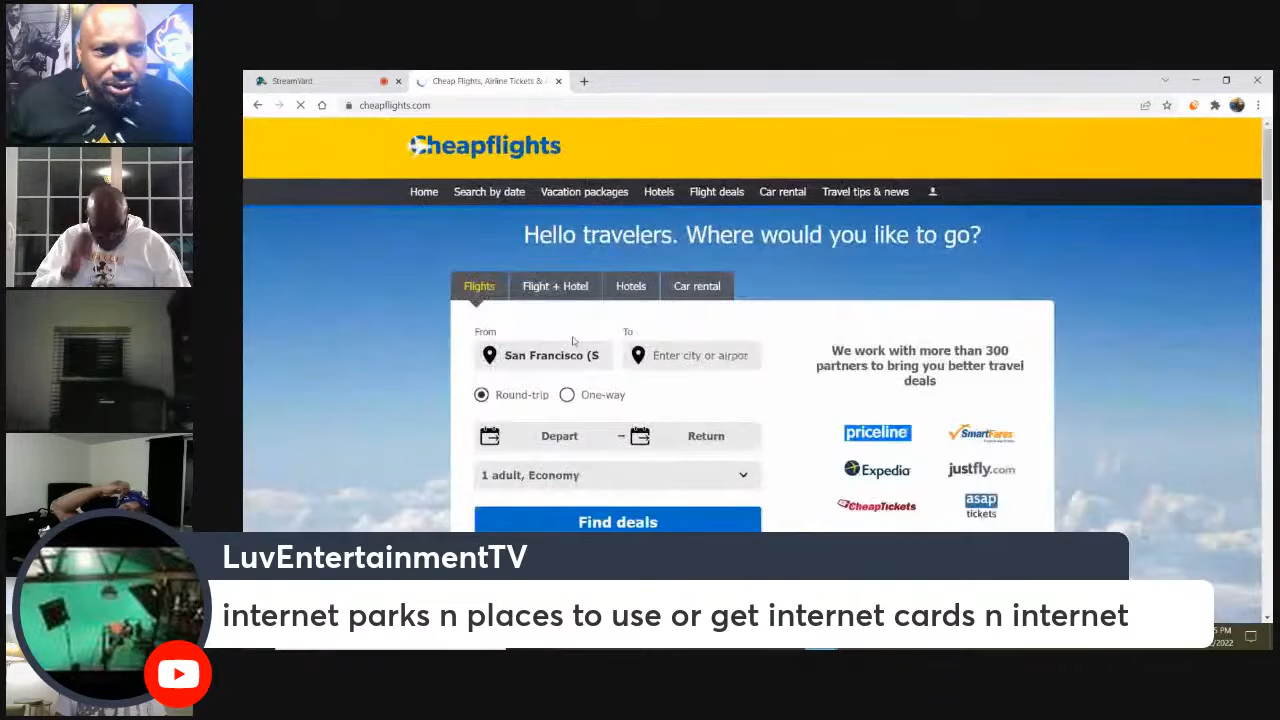 StreamYard
Cheap Flights, Airline Tickets &
cheapflights.com
Cheapflights
Home Search by date Vacation packages Hotels Flight deals Car rental Travel tips & news
Hello travelers. Where would you like to go?
Flights Flight + Hotel Hotels Car rental
From To
San Francisco (S Enter city or airpor
Round-trip One-way
Depart – Return
1 adult, Economy
Find deals
We work with more than 300
partners to bring you better travel
deals
priceline SmartFares
Expedia justfly.com
CheapTickets asap
tickets
LuvEntertainmentTV
internet parks n places to use or get internet cards n internet
5 PM
/2022